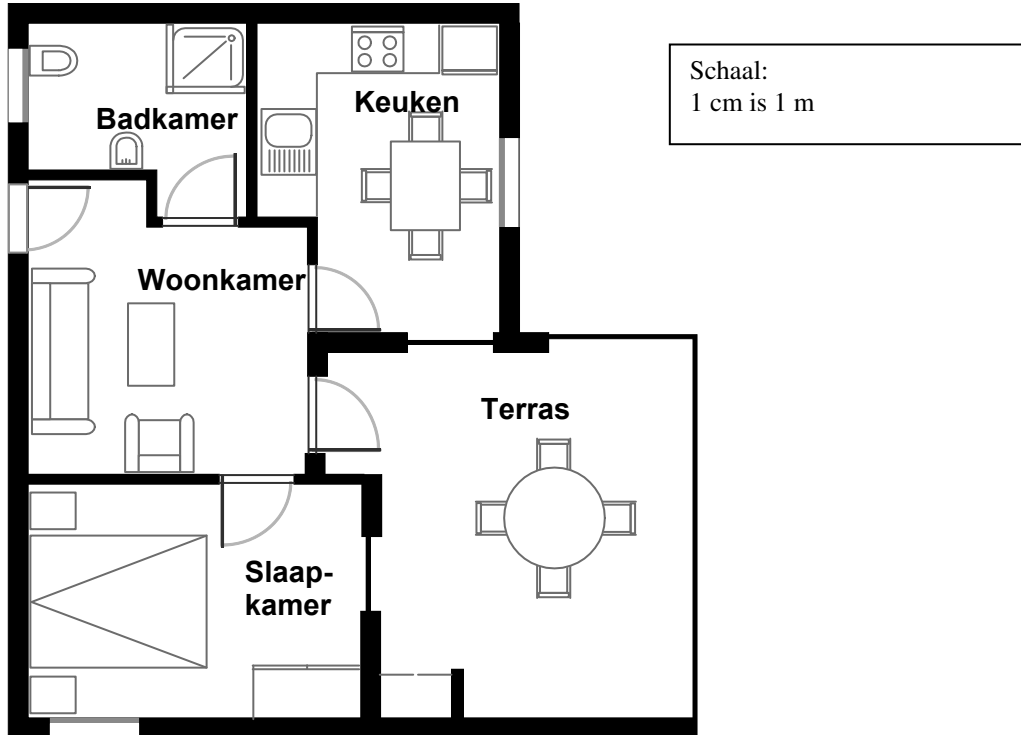 Schaal:
1 cm is 1 m
Badkamer
Keuken
Woonkamer
Terras
Slaap-
kamer